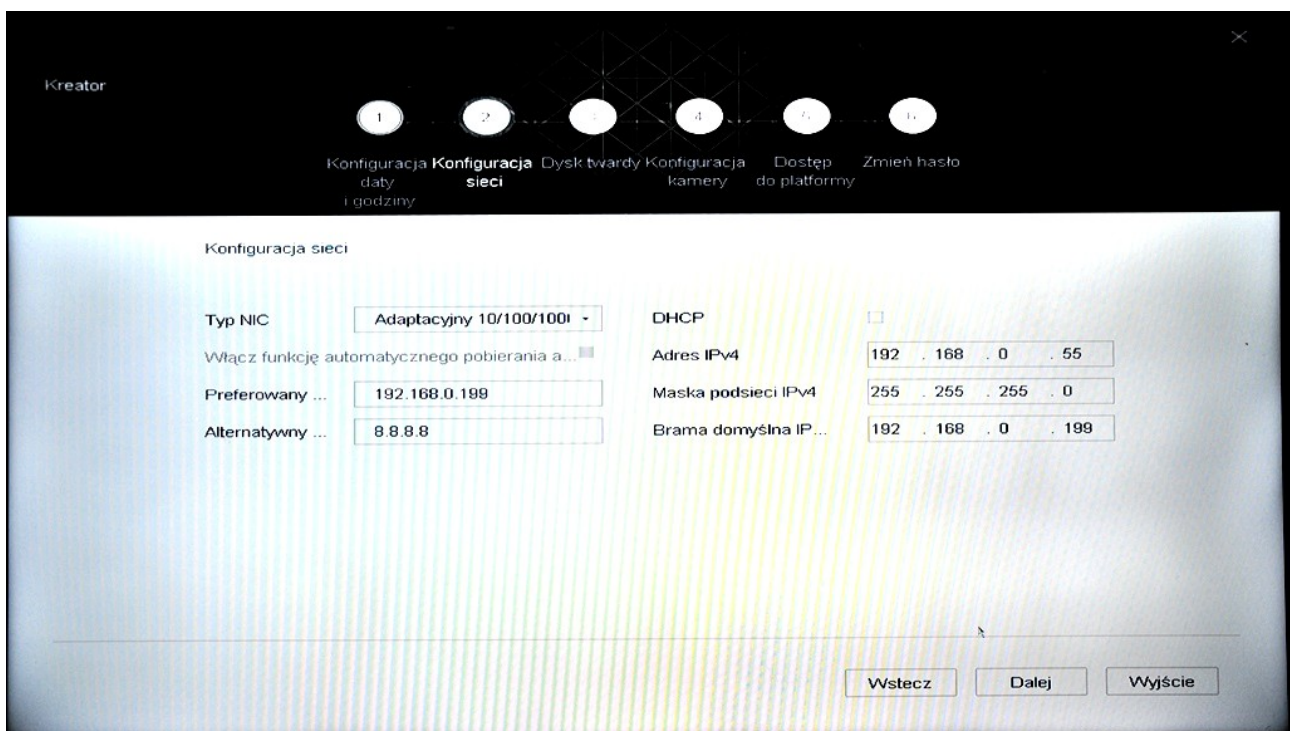 Kreator
1 2 3 4 5 6
Konfiguracja Konfiguracja Dysk twardy Konfiguracja Dostęp Zmień hasło
daty sieci kamery do platformy
i godziny
Konfiguracja sieci
Typ NIC Adaptacyjny 10/100/100 DHCP
Włącz funkcję automatycznego pobierania a... Adres IPv4 192 . 168 . 0 . 55
Preferowany ... 192.168.0.199 Maska podsieci IPv4 255 . 255 . 255 . 0
Alternatywny ... 8.8.8.8 Brama domyślna IP... 192 . 168 . 0 . 199
Wstecz Dalej Wyjście